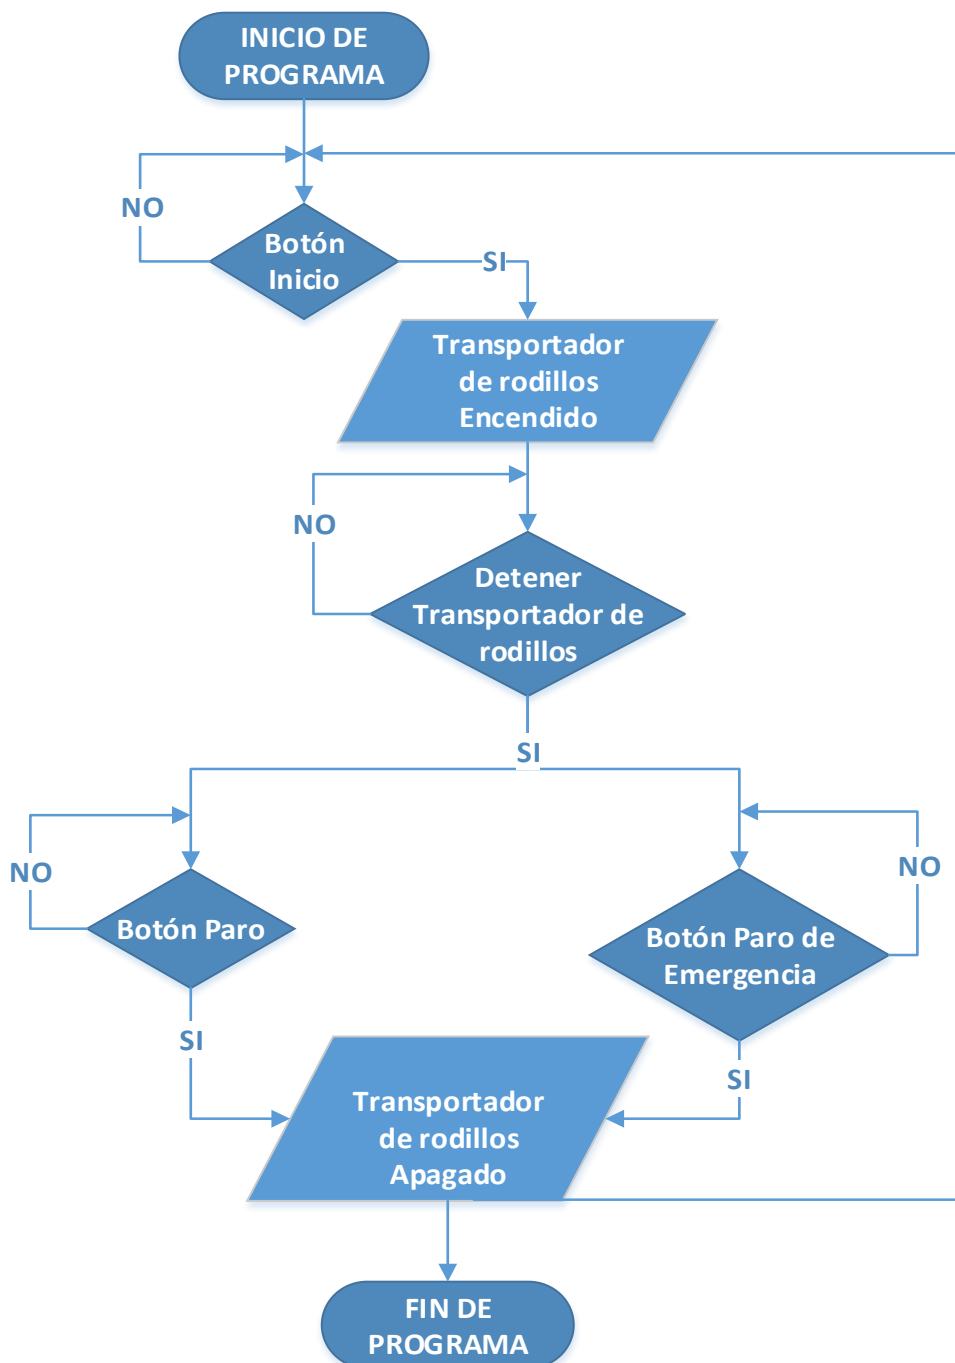 INICIO DE
PROGRAMA
NO
Botón
Inicio
SI
Transportador
de rodillos
Encendido
NO
Detener
Transportador de
rodillos
SI
NO
Botón Paro
SI
NO
Botón Paro de
Emergencia
SI
Transportador
de rodillos
Apagado
FIN DE
PROGRAMA